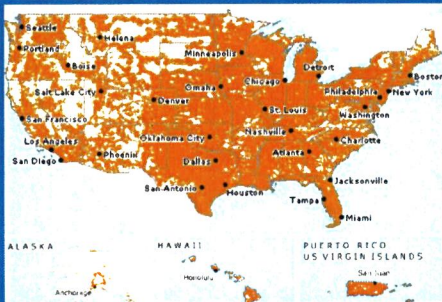 Seattle
Portland
Helena
Minneapolis
Boise
Detroit
Boston
Salt Lake City
Omaha
Chicago
Philadelphia
New York
Denver
St. Louis
Washington
San Francisco
Oklahoma City
Nashville
Charlotte
Los Angeles
Phoenix
Atlanta
San Diego
Dallas
San Antonio
Houston
Jacksonville
Tampa
Miami
ALASKA
HAWAII
PUERTO RICO
US VIRGIN ISLANDS
Anchorage
Honolulu
San Juan